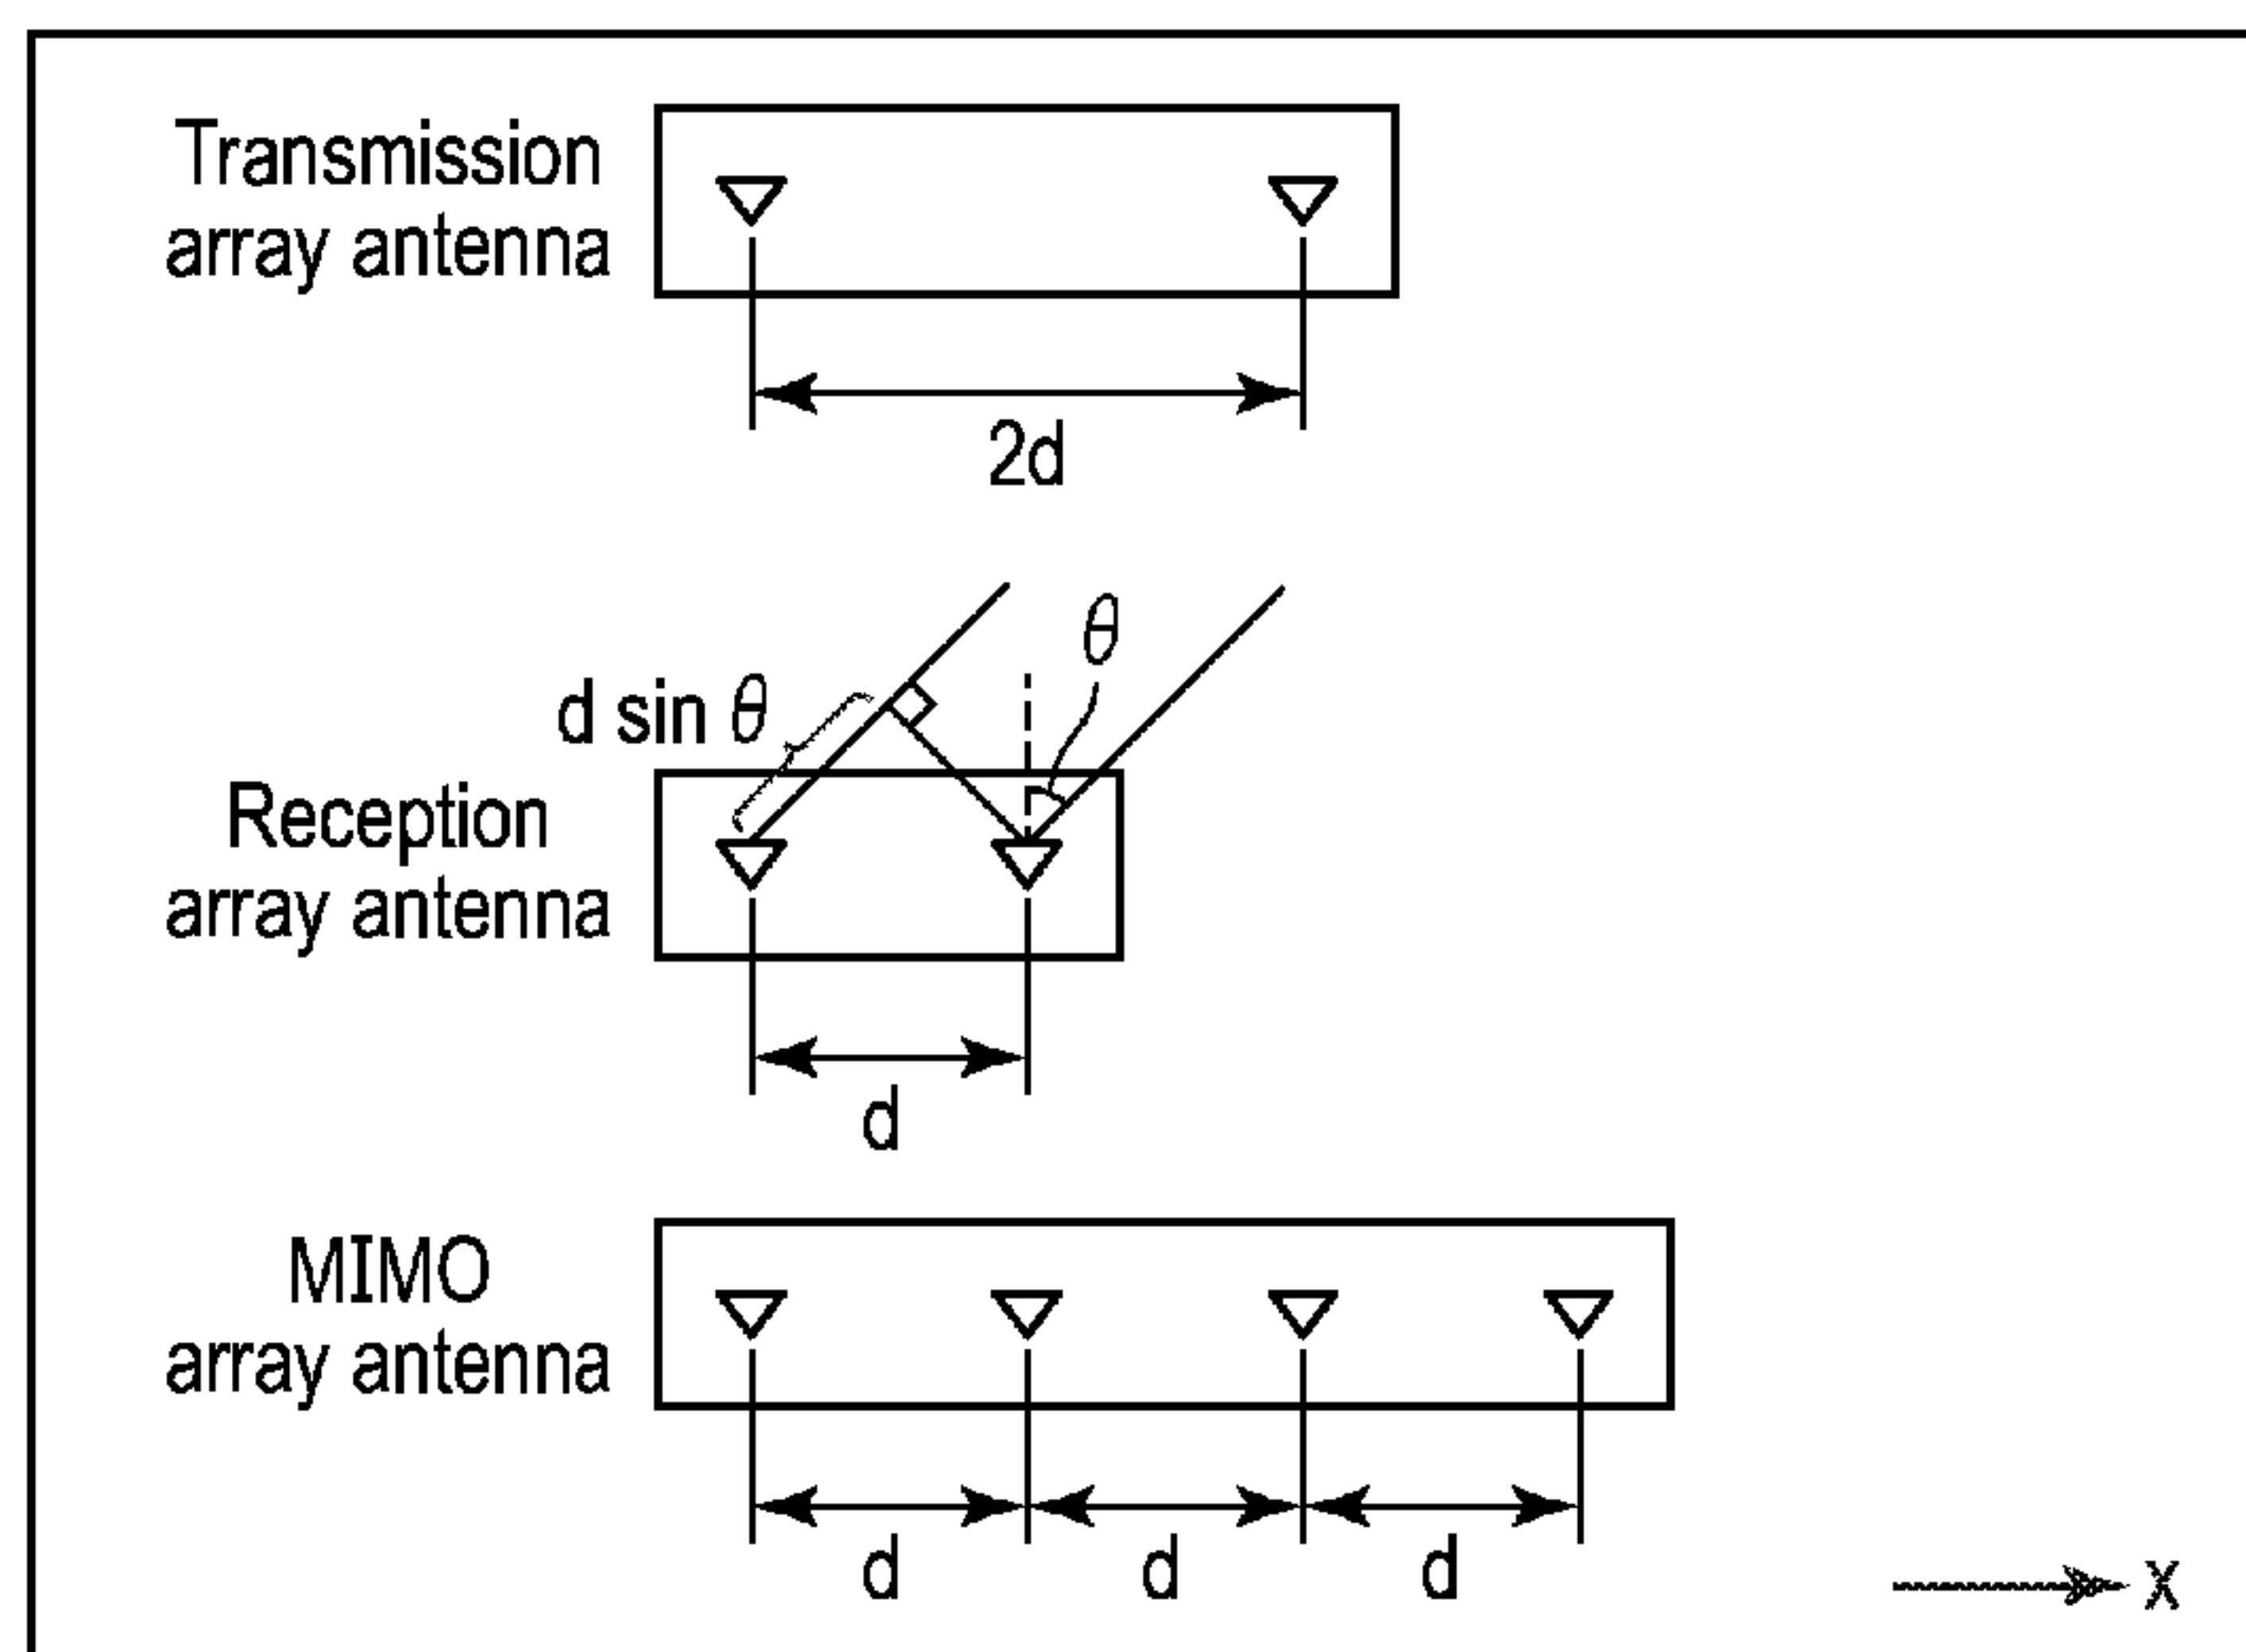 Transmission
array antenna
2d
θ
d sin θ
Reception
array antenna
d
MIMO
array antenna
d d d
x